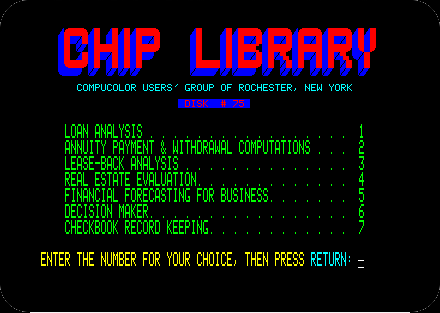 CHIP LIBRARY
COMPUCOLOR USERS' GROUP OF ROCHESTER, NEW YORK
DISK # 75
LOAN ANALYSIS . . . . . . . . . . . . . . . . . . 1
ANNUITY PAYMENT & WITHDRAWAL COMPUTATIONS . . . . 2
LEASE-BACK ANALYSIS . . . . . . . . . . . . . . . 3
REAL ESTATE EVALUATION. . . . . . . . . . . . . . 4
FINANCIAL FORECASTING FOR BUSINESS. . . . . . . . 5
DECISION MAKER. . . . . . . . . . . . . . . . . . 6
CHECKBOOK RECORD KEEPING. . . . . . . . . . . . . 7
ENTER THE NUMBER FOR YOUR CHOICE, THEN PRESS RETURN: _